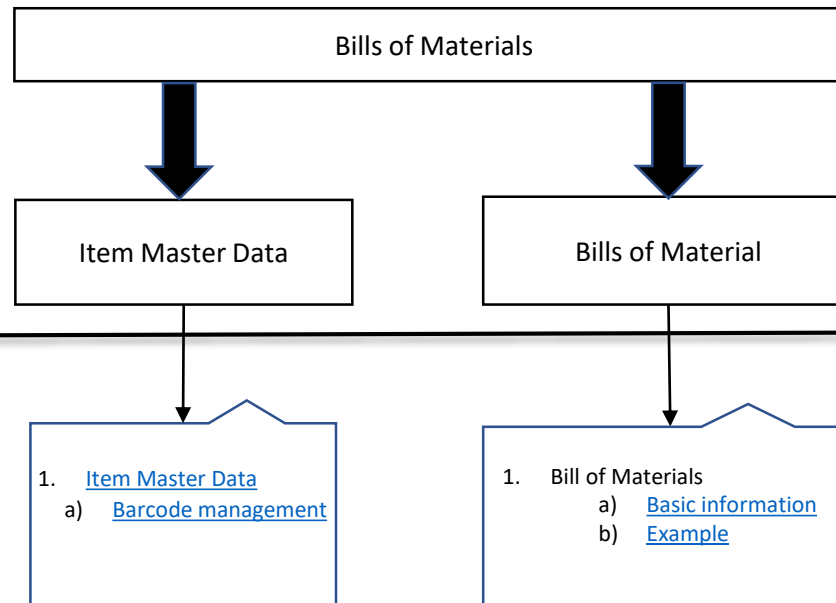 Bills of Materials
Item Master Data
Bills of Material
1. Item Master Data
a) Barcode management
1. Bill of Materials
a) Basic information
b) Example